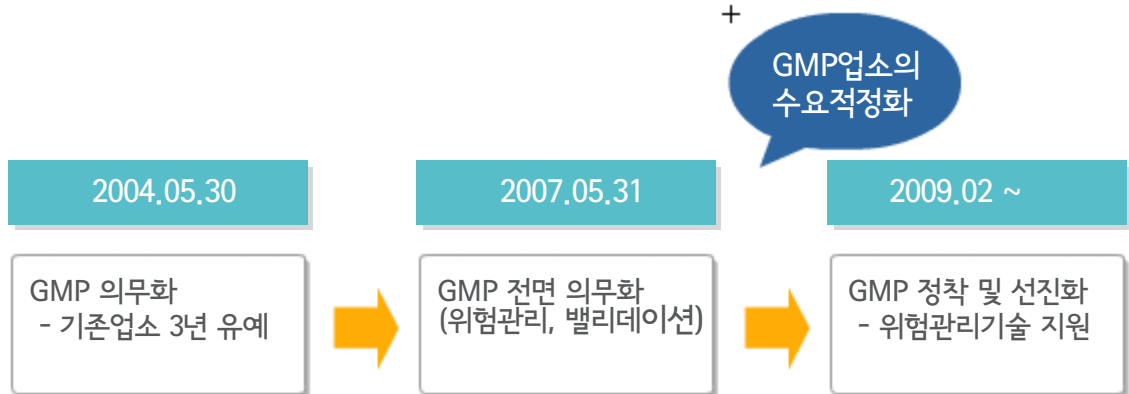 +
GMP업소의
수요적정화
2004.05.30
2007.05.31
2009.02 ~
GMP 의무화
- 기존업소 3년 유예
GMP 전면 의무화
(위험관리, 밸리데이션)
GMP 정착 및 선진화
- 위험관리기술 지원